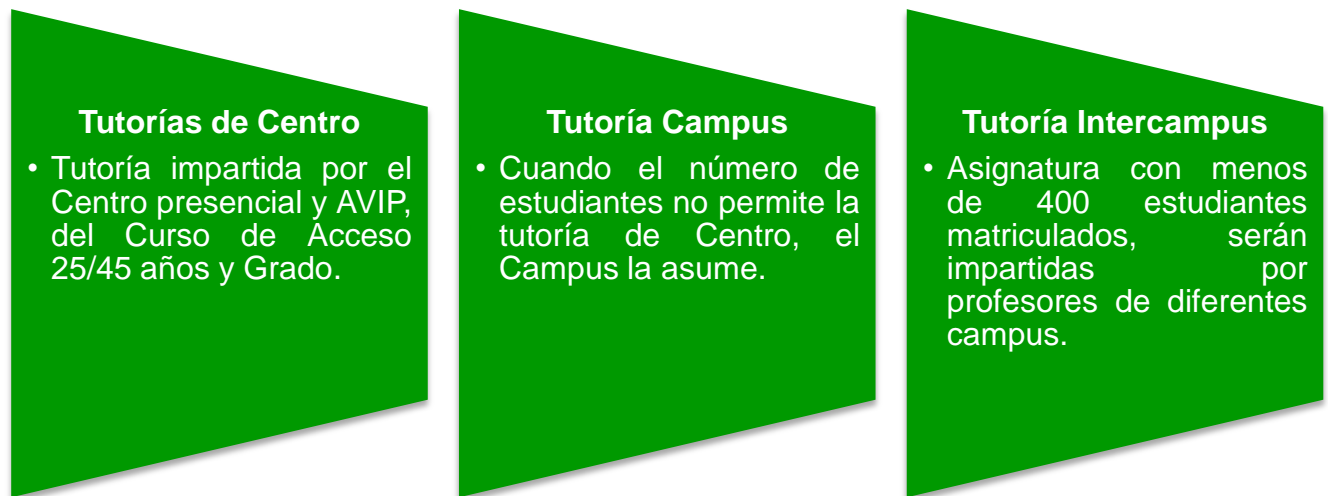 Tutorías de Centro
• Tutoría impartida por el
Centro presencial y AVIP,
del Curso de Acceso
25/45 años y Grado.
Tutoría Campus
• Cuando el número de
estudiantes no permite la
tutoría de Centro, el
Campus la asume.
Tutoría Intercampus
• Asignatura con menos
de 400 estudiantes
matriculados, serán
impartidas por
profesores de diferentes
campus.